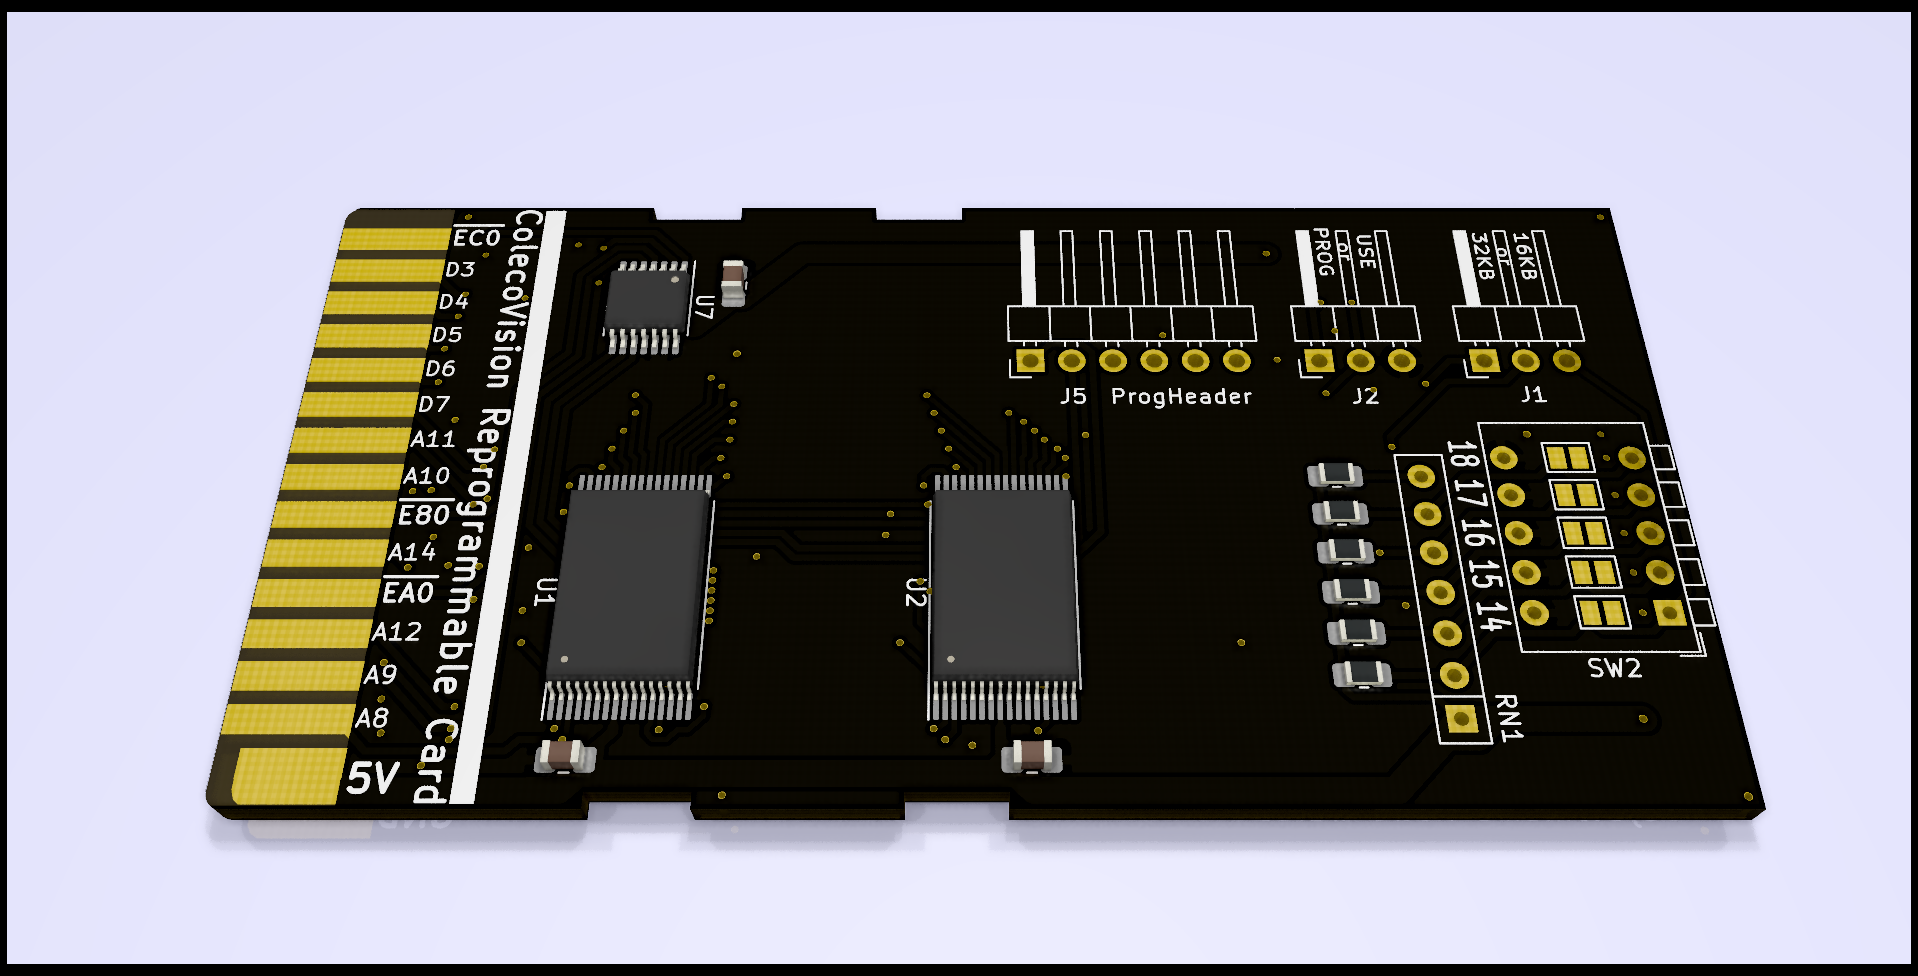 EC0
D3
D4
D5
D6
D7
A11
A10
E80
A14
EA0
A12
A9
A8
5V
ColecoVision Reprogrammable Card
U7
U1
U2
J5 ProgHeader
PROG
or
USE
J2
32KB
or
16KB
J1
18
17
16
15
14
SW2
RN1
GND